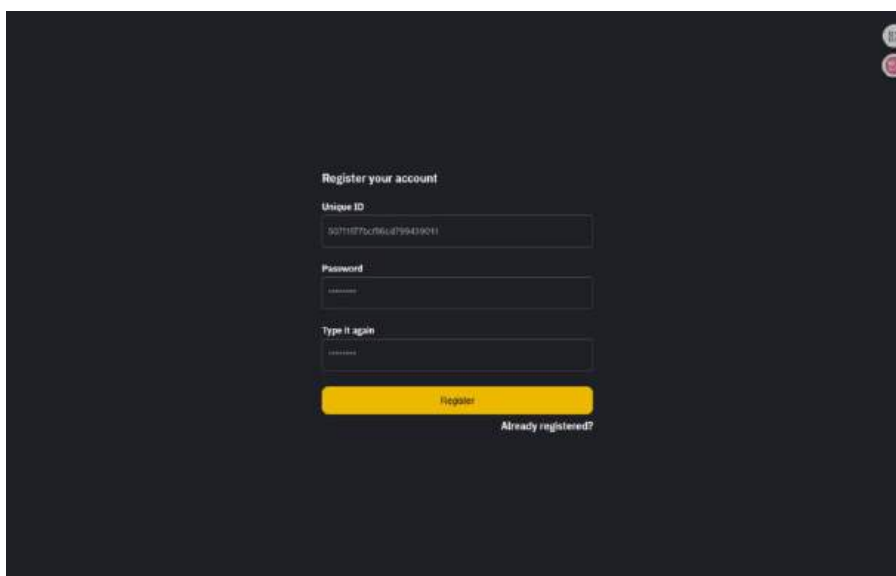 Register your account
Unique ID
Password
********
Type it again
********
Register
Already registered?